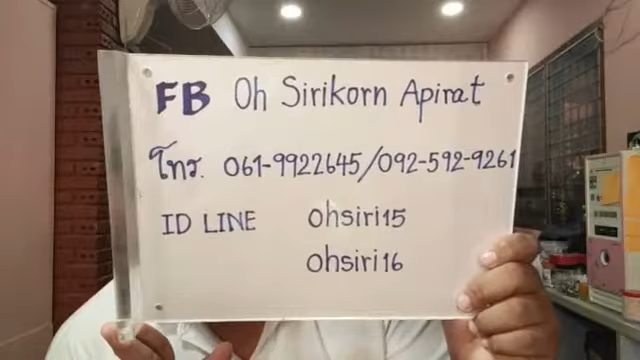 FB Oh Sirikorn Apirat
โทร. 061-9922645/092-592-9261
ID LINE ohsiri15
ohsiri16